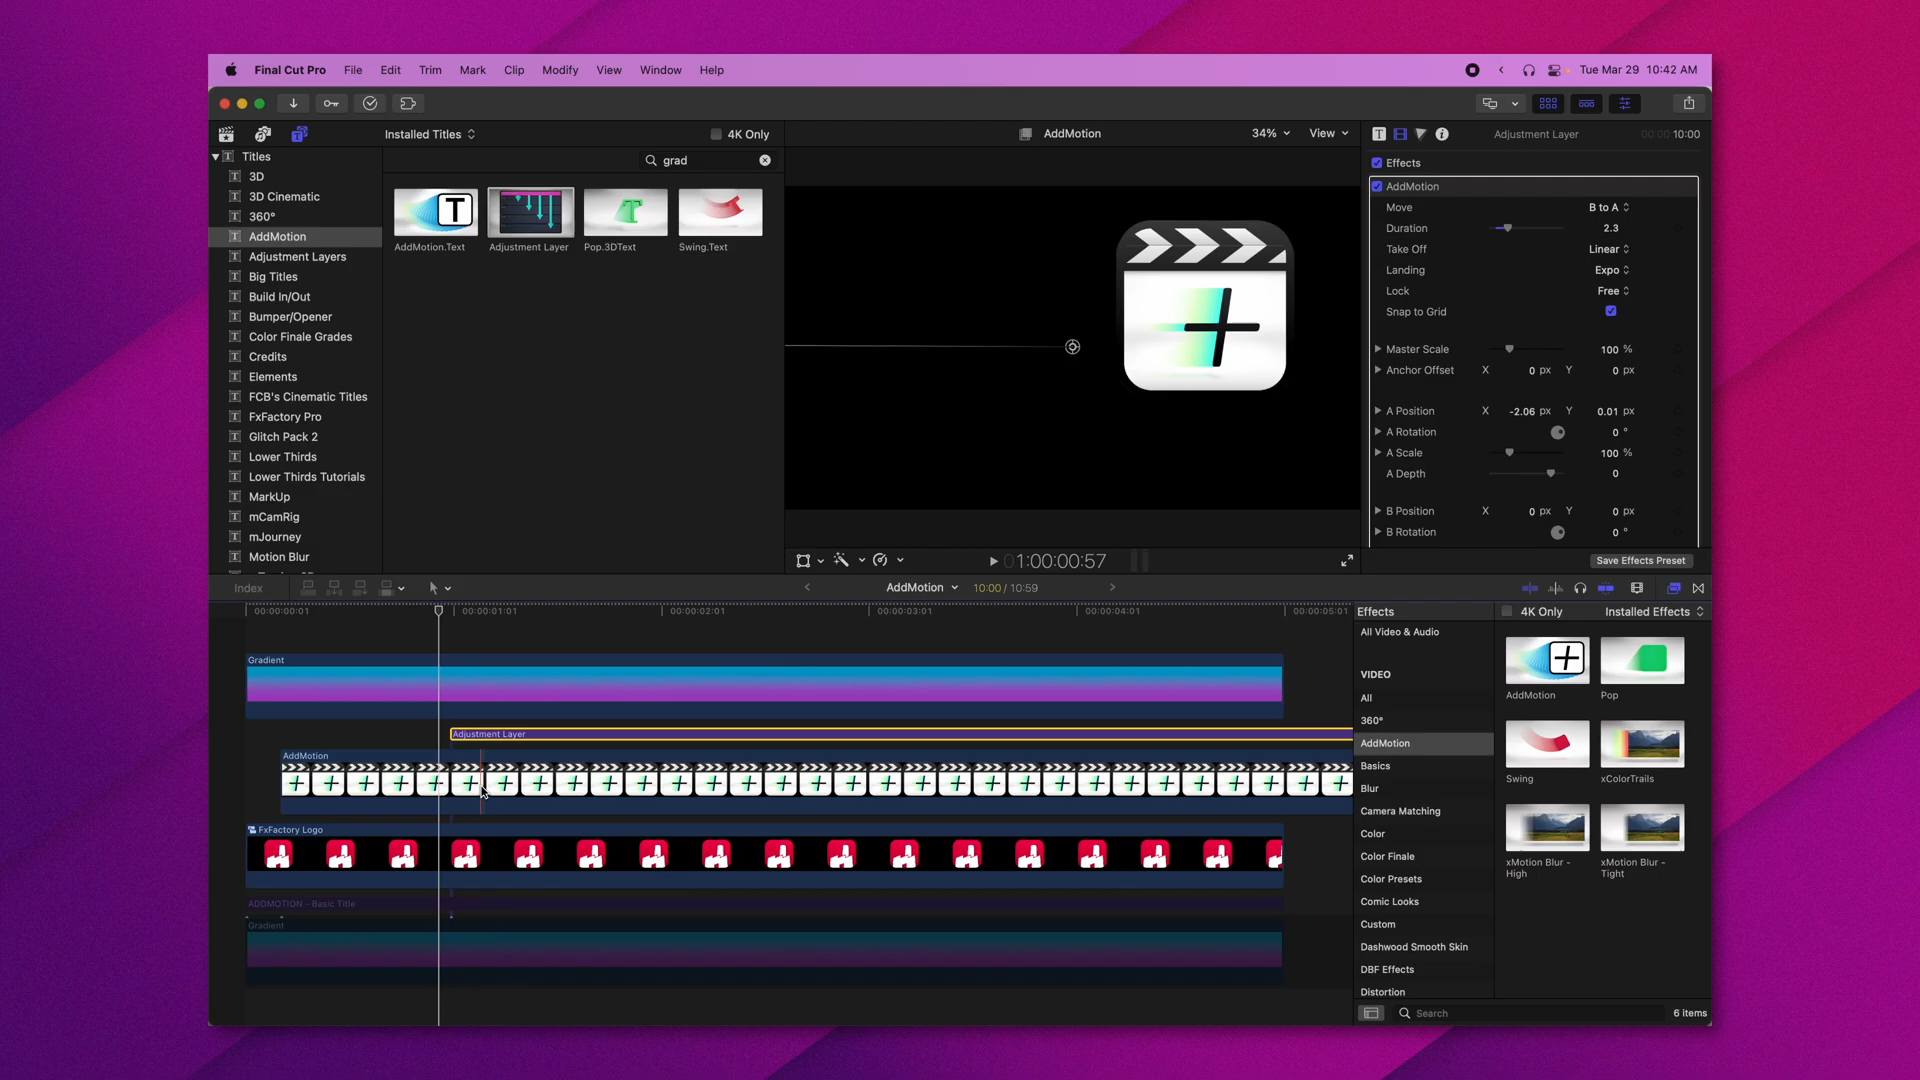 Final Cut Pro File Edit Trim Mark Clip Modify View Window Help Tue Mar 29 10:42 AM
Installed Titles 4K Only
AddMotion 34% View
Adjustment Layer 00:00:10:00
grad
Titles
3D
3D Cinematic
360°
AddMotion
Adjustment Layers
Big Titles
Build In/Out
Bumper/Opener
Color Finale Grades
Credits
Elements
FCB's Cinematic Titles
FxFactory Pro
Glitch Pack 2
Lower Thirds
Lower Thirds Tutorials
MarkUp
mCamRig
mJourney
Motion Blur
T
AddMotion.Text
Adjustment Layer
Pop.3DText
Swing.Text
Effects
AddMotion
Move B to A
Duration 2.3
Take Off Linear
Landing Expo
Lock Free
Snap to Grid
Master Scale 100 %
Anchor Offset X 0 px Y 0 px
A Position X -2.06 px Y 0.01 px
A Rotation 0 °
A Scale 100 %
A Depth 0
B Position X 0 px Y 0 px
B Rotation 0 °
Save Effects Preset
01:00:00:57
Index
AddMotion 10:00 / 10:59
00:00:00:01 00:00:01:01 00:00:02:01 00:00:03:01 00:00:04:01 00:00:05:01
Gradient
Adjustment Layer
AddMotion
FxFactory Logo
ADDMOTION - Basic Title
Gradient
Effects 4K Only Installed Effects
All Video & Audio
VIDEO
All
360°
AddMotion
Basics
Blur
Camera Matching
Color
Color Finale
Color Presets
Comic Looks
Custom
Dashwood Smooth Skin
DBF Effects
Distortion
AddMotion
Pop
Swing
xColorTrails
xMotion Blur -
High
xMotion Blur -
Tight
Search
6 items